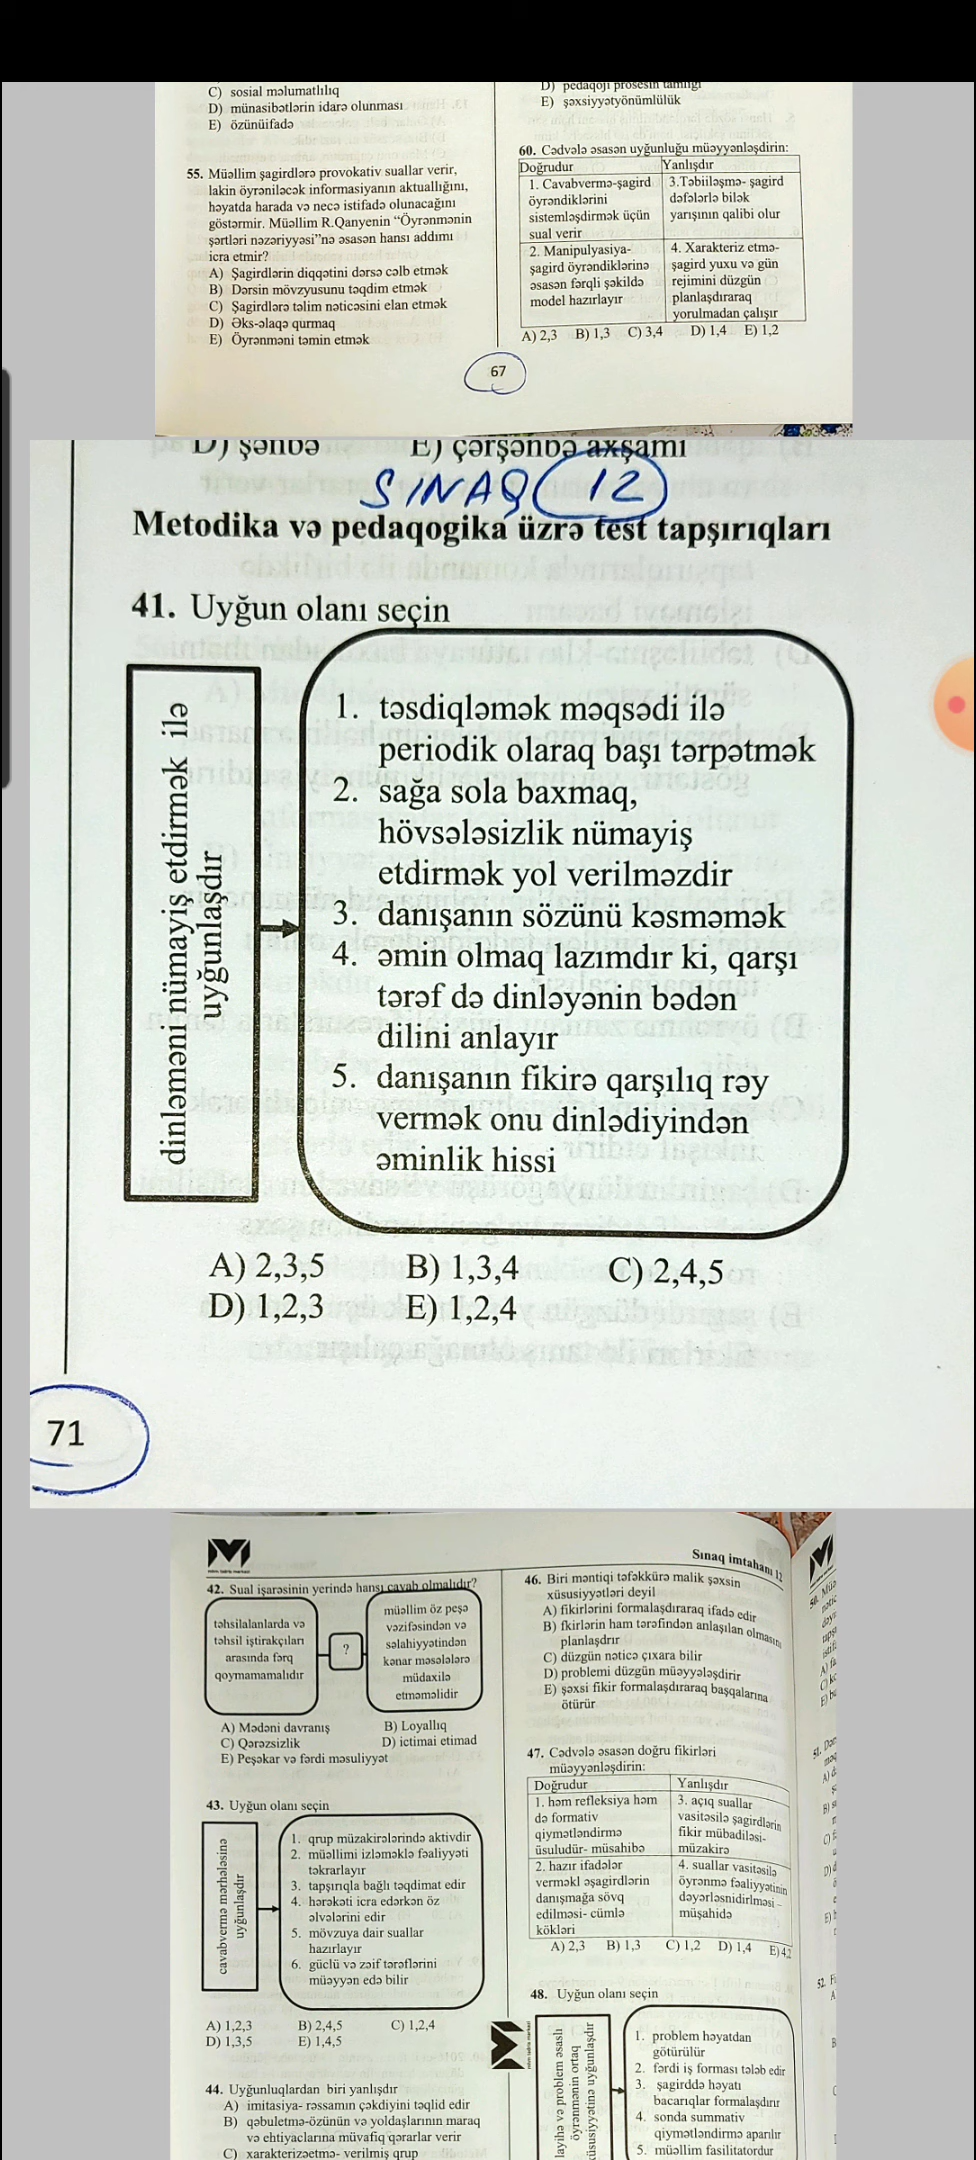 C) sosial məlumatlılıq
D) münasibətlərin idarə olunması
E) özünüifadə
55. Müəllim şagirdlərə provokativ suallar verir,
lakin öyrəniləcək informasiyanın aktuallığını,
həyatda harada və necə istifadə olunacağını
göstərmir. Müəllim R.Qanyenin “Öyrənmənin
şərtləri nəzəriyyəsi”nə əsasən hansı addımı
icra etmir?
A) Şagirdlərin diqqətini dərsə cəlb etmək
B) Dərsin mövzyusunu təqdim etmək
C) Şagirdlərə təlim nəticəsini elan etmək
D) Əks-əlaqə qurmaq
E) Öyrənməni təmin etmək
D) pedaqoji prosesin tamlığı
E) şəxsiyyətyönümlülük
60. Cədvələ əsasən uyğunluğu müəyyənləşdirin:
Doğrudur Yanlışdır
1. Cavabvermə-şagird
öyrəndiklərini
sistemləşdirmək üçün
sual verir
3.Təbiiləşmə- şagird
dəfələrlə bilək
yarışının qalibi olur
2. Manipulyasiya-
şagird öyrəndiklərinə
əsasən fərqli şəkildə
model hazırlayır
4. Xarakteriz etmə-
şagird yuxu və gün
rejimini düzgün
planlaşdıraraq
yorulmadan çalışır
A) 2,3 B) 1,3 C) 3,4 D) 1,4 E) 1,2
67
D) şənbə E) çərşənbə axşamı
SINAQ 12
Metodika və pedaqogika üzrə test tapşırıqları
41. Uyğun olanı seçin
dinləməni nümayiş etdirmək ilə
uyğunlaşdır
1. təsdiqləmək məqsədi ilə
periodik olaraq başı tərpətmək
2. sağa sola baxmaq,
hövsələsizlik nümayiş
etdirmək yol verilməzdir
3. danışanın sözünü kəsməmək
4. əmin olmaq lazımdır ki, qarşı
tərəf də dinləyənin bədən
dilini anlayır
5. danışanın fikirə qarşılıq rəy
vermək onu dinlədiyindən
əminlik hissi
A) 2,3,5 B) 1,3,4 C) 2,4,5
D) 1,2,3 E) 1,2,4
71
Sınaq imtahanı 12
42. Sual işarəsinin yerində hansı cavab olmalıdır?
təhsilalanlarda və
təhsil iştirakçıları
arasında fərq
qoymamamalıdır
?
müəllim öz peşə
vəzifəsindən və
səlahiyyətindən
kənar məsələlərə
müdaxilə
etməməlidir
A) Mədəni davranış B) Loyallıq
C) Qərəzsizlik D) ictimai etimad
E) Peşəkar və fərdi məsuliyyət
43. Uyğun olanı seçin
cavabvermə mərhələsinə
uyğunlaşdır
1. qrup müzakirələrində aktivdir
2. müəllimi izləməklə fəaliyyəti
təkrarlayır
3. tapşırıqla bağlı təqdimat edir
4. hərəkəti icra edərkən öz
əlvələrini edir
5. mövzuya dair suallar
hazırlayır
6. güclü və zəif tərəflərini
müəyyən edə bilir
A) 1,2,3 B) 2,4,5 C) 1,2,4
D) 1,3,5 E) 1,4,5
44. Uyğunluqlardan biri yanlışdır
A) imitasiya- rəssamın çəkdiyini təqlid edir
B) qəbuletmə-özünün və yoldaşlarının maraq
və ehtiyaclarına müvafiq qərarlar verir
C) xarakterizəetmə- verilmiş qrup
46. Biri məntiqi təfəkkürə malik şəxsin
xüsusiyyətləri deyil
A) fikirlərini formalaşdıraraq ifadə edir
B) fkirlərin ham tərəfindən anlaşılan olmasını
planlaşdrır
C) düzgün nəticə çıxara bilir
D) problemi düzgün müəyyələşdirir
E) şəxsi fikir formalaşdıraraq başqalarına
ötürür
47. Cədvələ əsasən doğru fikirləri
müəyyənləşdirin:
Doğrudur Yanlışdır
1. həm refleksiya həm
də formativ
qiymətləndirmə
üsuludür- müsahibə
3. açıq suallar
vasitəsilə şagirdlərin
fikir mübadiləsi-
müzakirə
2. hazır ifadələr
verməkl əşagirdlərin
danışmağa sövq
edilməsi- cümlə
kökləri
4. suallar vasitəsilə
öyrənmə fəaliyyətinin
dəyərləsnidirlməsi -
müşahidə
A) 2,3 B) 1,3 C) 1,2 D) 1,4 E)4,2
48. Uyğun olanı seçin
layihə və problem əsaslı
öyrənmənin ortaq
xüsusiyyətinə uyğunlaşdır
1. problem həyatdan
götürülür
2. fərdi iş forması tələb edir
3. şagirddə həyatı
bacarıqlar formalaşdırır
4. sonda summativ
qiymətləndirmə aparılır
5. müəllim fasilitatordur